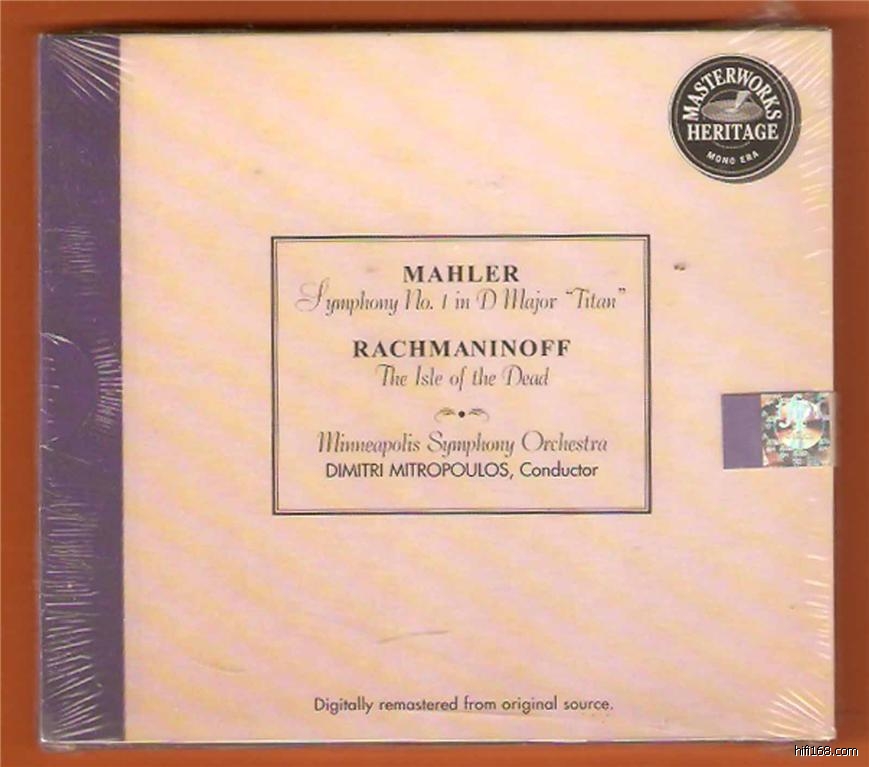 MASTERWORKS
HERITAGE
MONO ERA
MAHLER
Symphony No. 1 in D Major "Titan"
RACHMANINOFF
The Isle of the Dead
Minneapolis Symphony Orchestra
DIMITRI MITROPOULOS, Conductor
Digitally remastered from original source.
hifi168.com